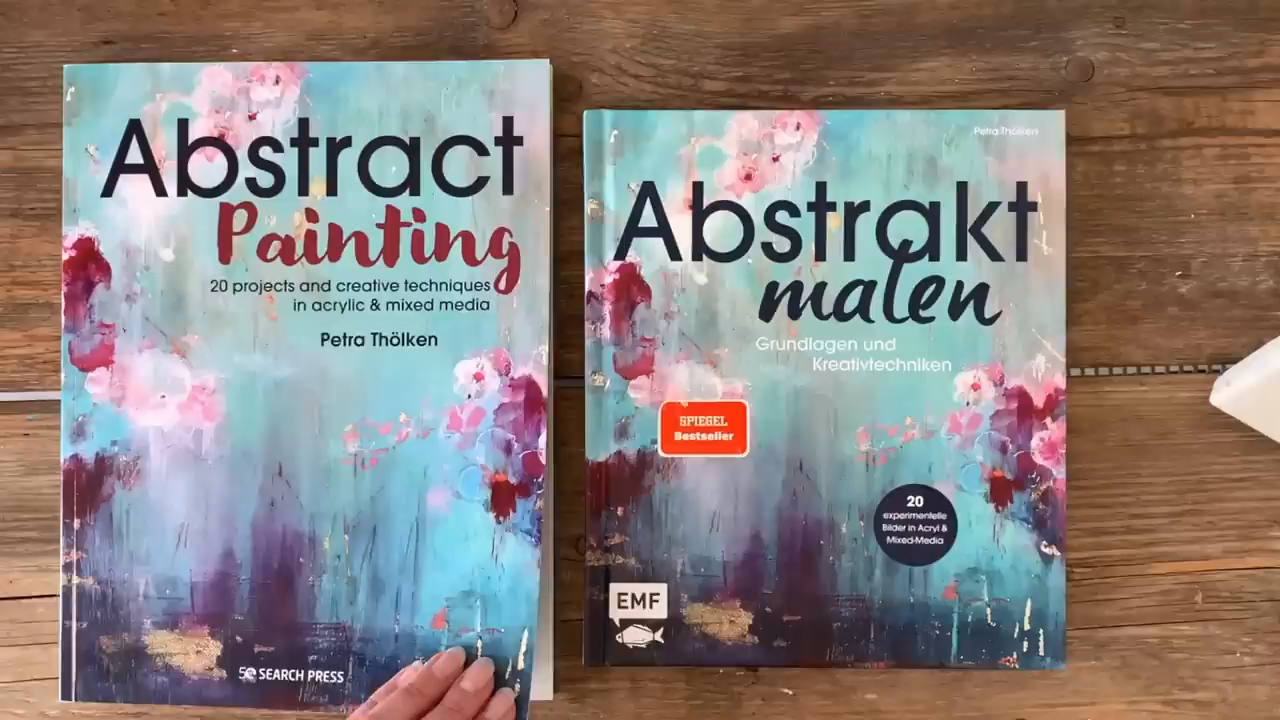 Abstract
Painting
20 projects and creative techniques
in acrylic & mixed media
Petra Thölken
SEARCH PRESS
Petra Thölken
Abstrakt
malen
Grundlagen und
Kreativtechniken
SPIEGEL
Bestseller
20
experimentelle
Bilder in Acryl &
Mixed-Media
EMF